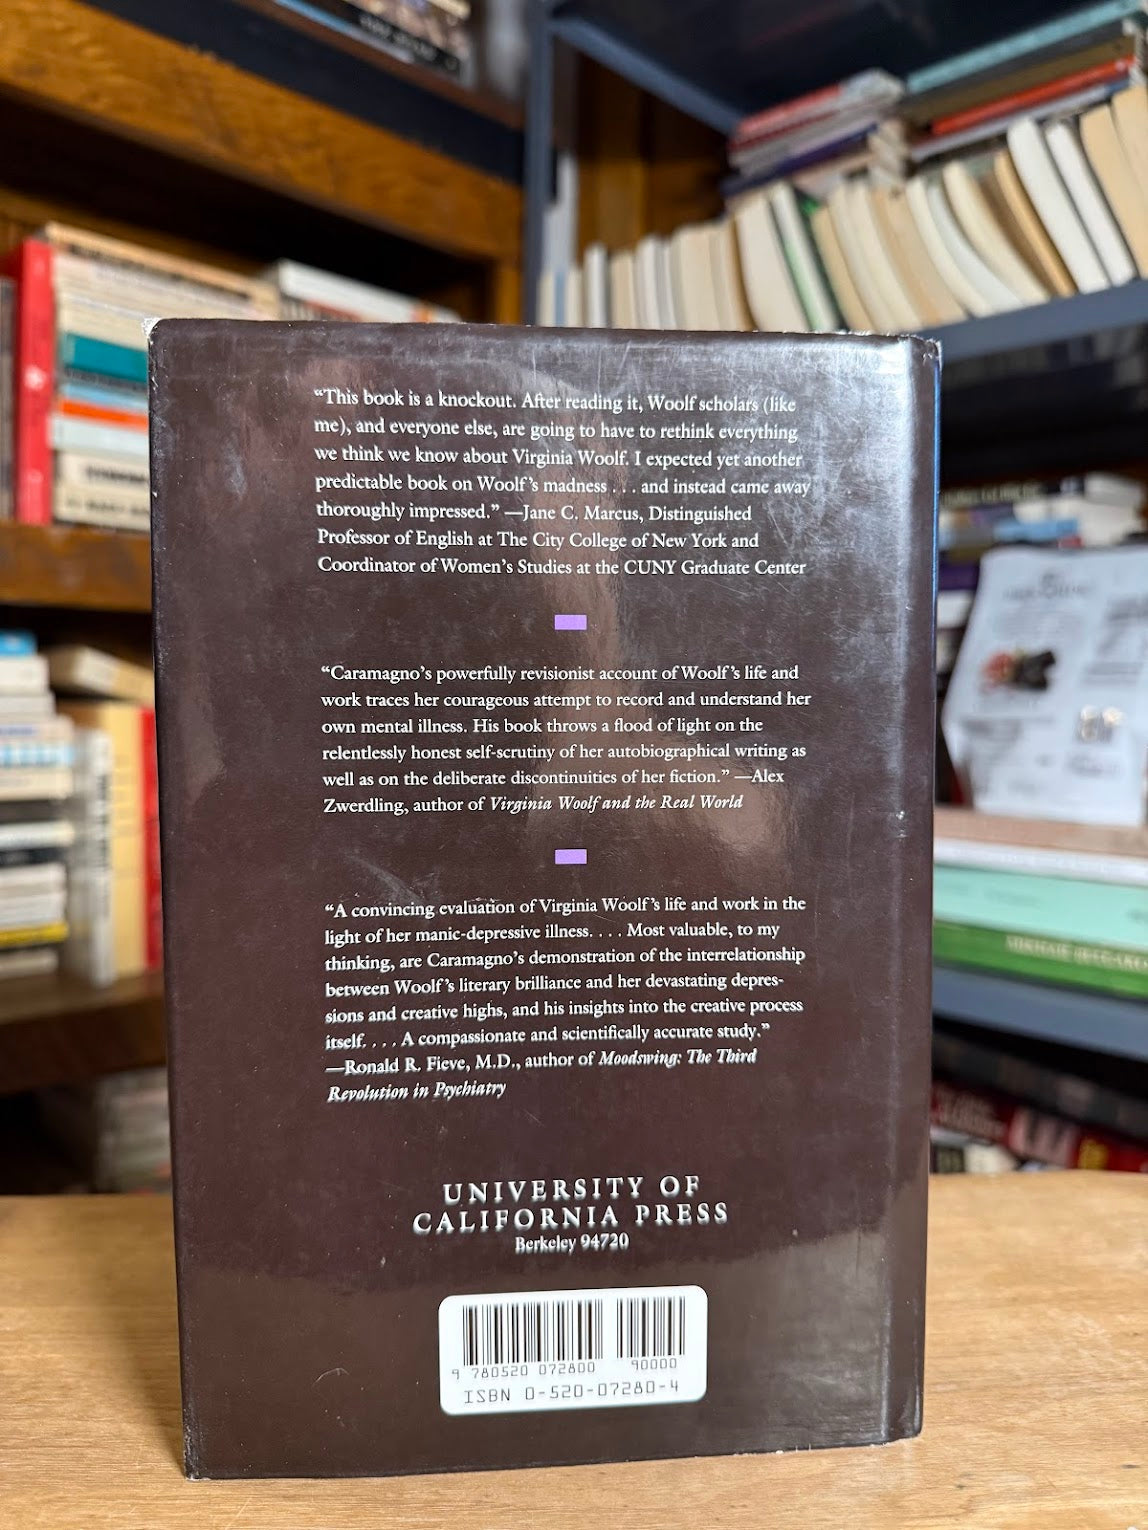 “This book is a knockout. After reading it, Woolf scholars (like
me), and everyone else, are going to have to rethink everything
we think we know about Virginia Woolf. I expected yet another
predictable book on Woolf’s madness . . . and instead came away
thoroughly impressed.” —Jane C. Marcus, Distinguished
Professor of English at The City College of New York and
Coordinator of Women’s Studies at the CUNY Graduate Center
“Caramagno’s powerfully revisionist account of Woolf’s life and
work traces her courageous attempt to record and understand her
own mental illness. His book throws a flood of light on the
relentlessly honest self-scrutiny of her autobiographical writing as
well as on the deliberate discontinuities of her fiction.” —Alex
Zwerdling, author of Virginia Woolf and the Real World
“A convincing evaluation of Virginia Woolf’s life and work in the
light of her manic-depressive illness. . . . Most valuable, to my
thinking, are Caramagno’s demonstration of the interrelationship
between Woolf’s literary brilliance and her devastating depres-
sions and creative highs, and his insights into the creative process
itself. . . . A compassionate and scientifically accurate study.”
—Ronald R. Fieve, M.D., author of Moodswing: The Third
Revolution in Psychiatry
UNIVERSITY OF
CALIFORNIA PRESS
Berkeley 94720
9 780520 072800 90000
ISBN 0-520-07280-4